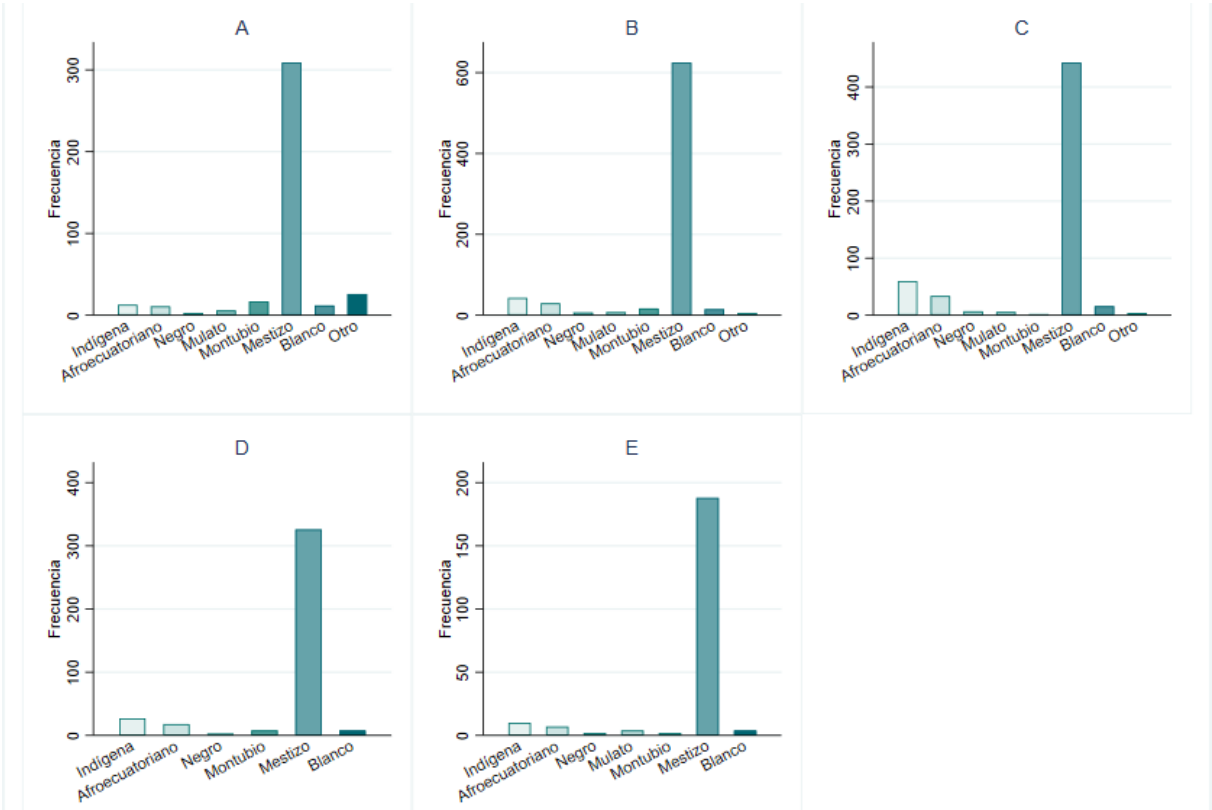 A
Frecuencia
300
200
100
0
Indígena
Afroecuatoriano
Negro
Mulato
Montubio
Mestizo
Blanco
Otro
B
Frecuencia
600
400
200
0
Indígena
Afroecuatoriano
Negro
Mulato
Montubio
Mestizo
Blanco
Otro
C
Frecuencia
400
300
200
100
0
Indígena
Afroecuatoriano
Negro
Mulato
Montubio
Mestizo
Blanco
Otro
D
Frecuencia
400
300
200
100
0
Indígena
Afroecuatoriano
Negro
Montubio
Mestizo
Blanco
E
Frecuencia
200
150
100
50
0
Indígena
Afroecuatoriano
Negro
Mulato
Montubio
Mestizo
Blanco